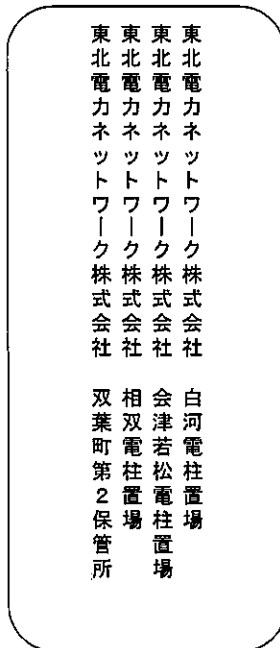 東北電力ネットワーク株式会社 白河電柱置場
東北電力ネットワーク株式会社 会津若松電柱置場
東北電力ネットワーク株式会社 相双電柱置場
東北電力ネットワーク株式会社 双葉町第2保管所